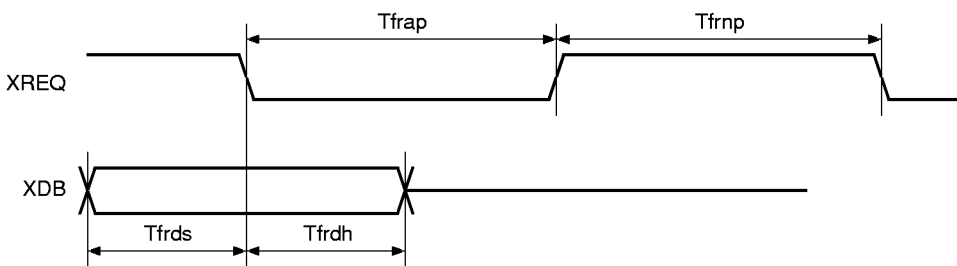 Tfrap
Tfrnp
XREQ
XDB
Tfrds
Tfrdh